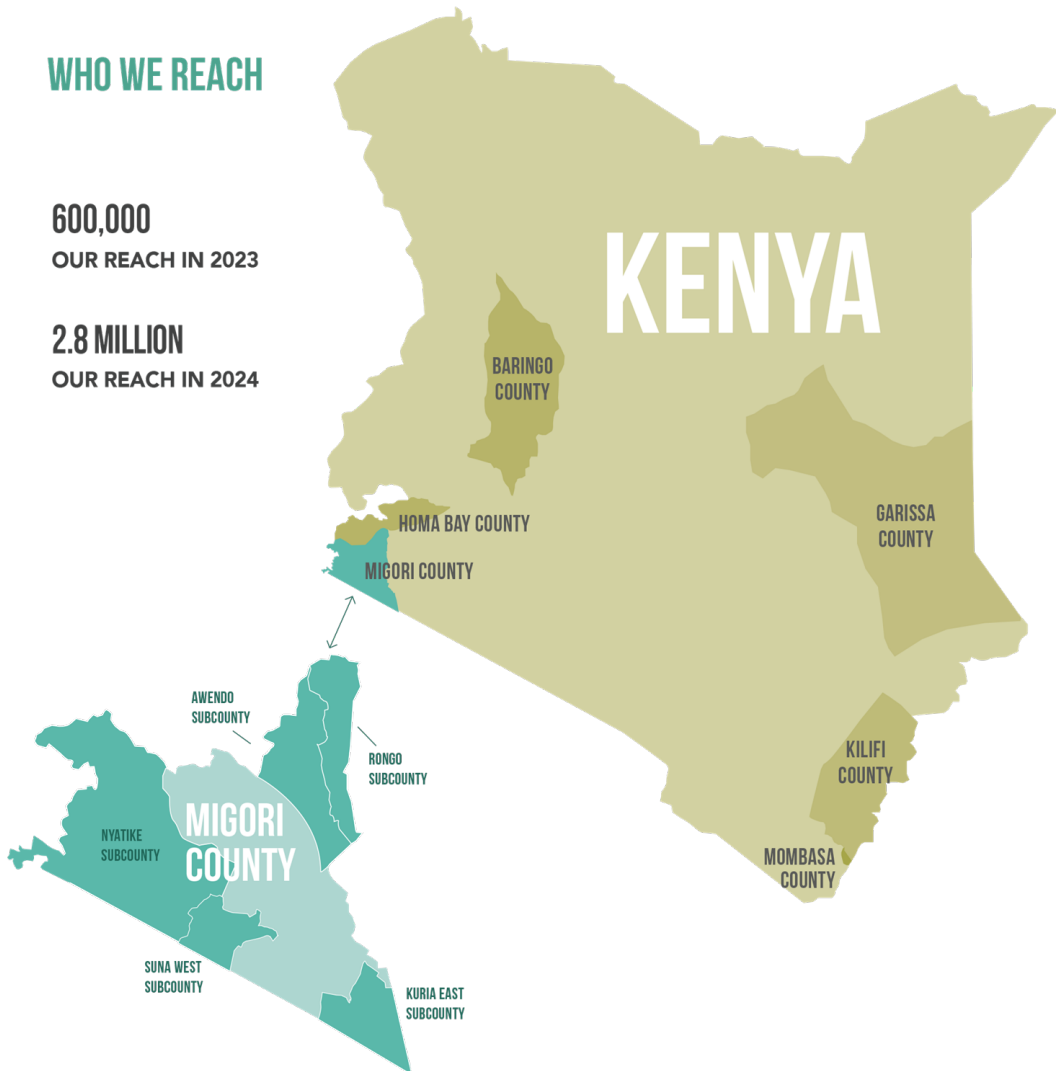 WHO WE REACH
600,000
OUR REACH IN 2023
2.8 MILLION
OUR REACH IN 2024
KENYA
BARINGO
COUNTY
GARISSA
COUNTY
HOMA BAY COUNTY
MIGORI COUNTY
KILIFI
COUNTY
MOMBASA
COUNTY
AWENDO
SUBCOUNTY
RONGO
SUBCOUNTY
MIGORI
COUNTY
NYATIKE
SUBCOUNTY
SUNA WEST
SUBCOUNTY
KURIA EAST
SUBCOUNTY